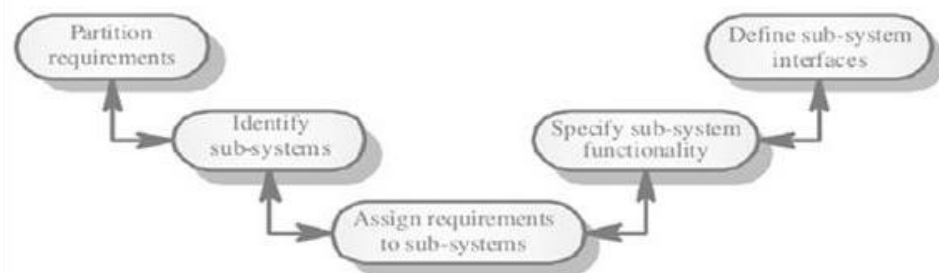 Partition
requirements
Define sub-system
interfaces
Identify
sub-systems
Specify sub-system
functionality
Assign requirements
to sub-systems